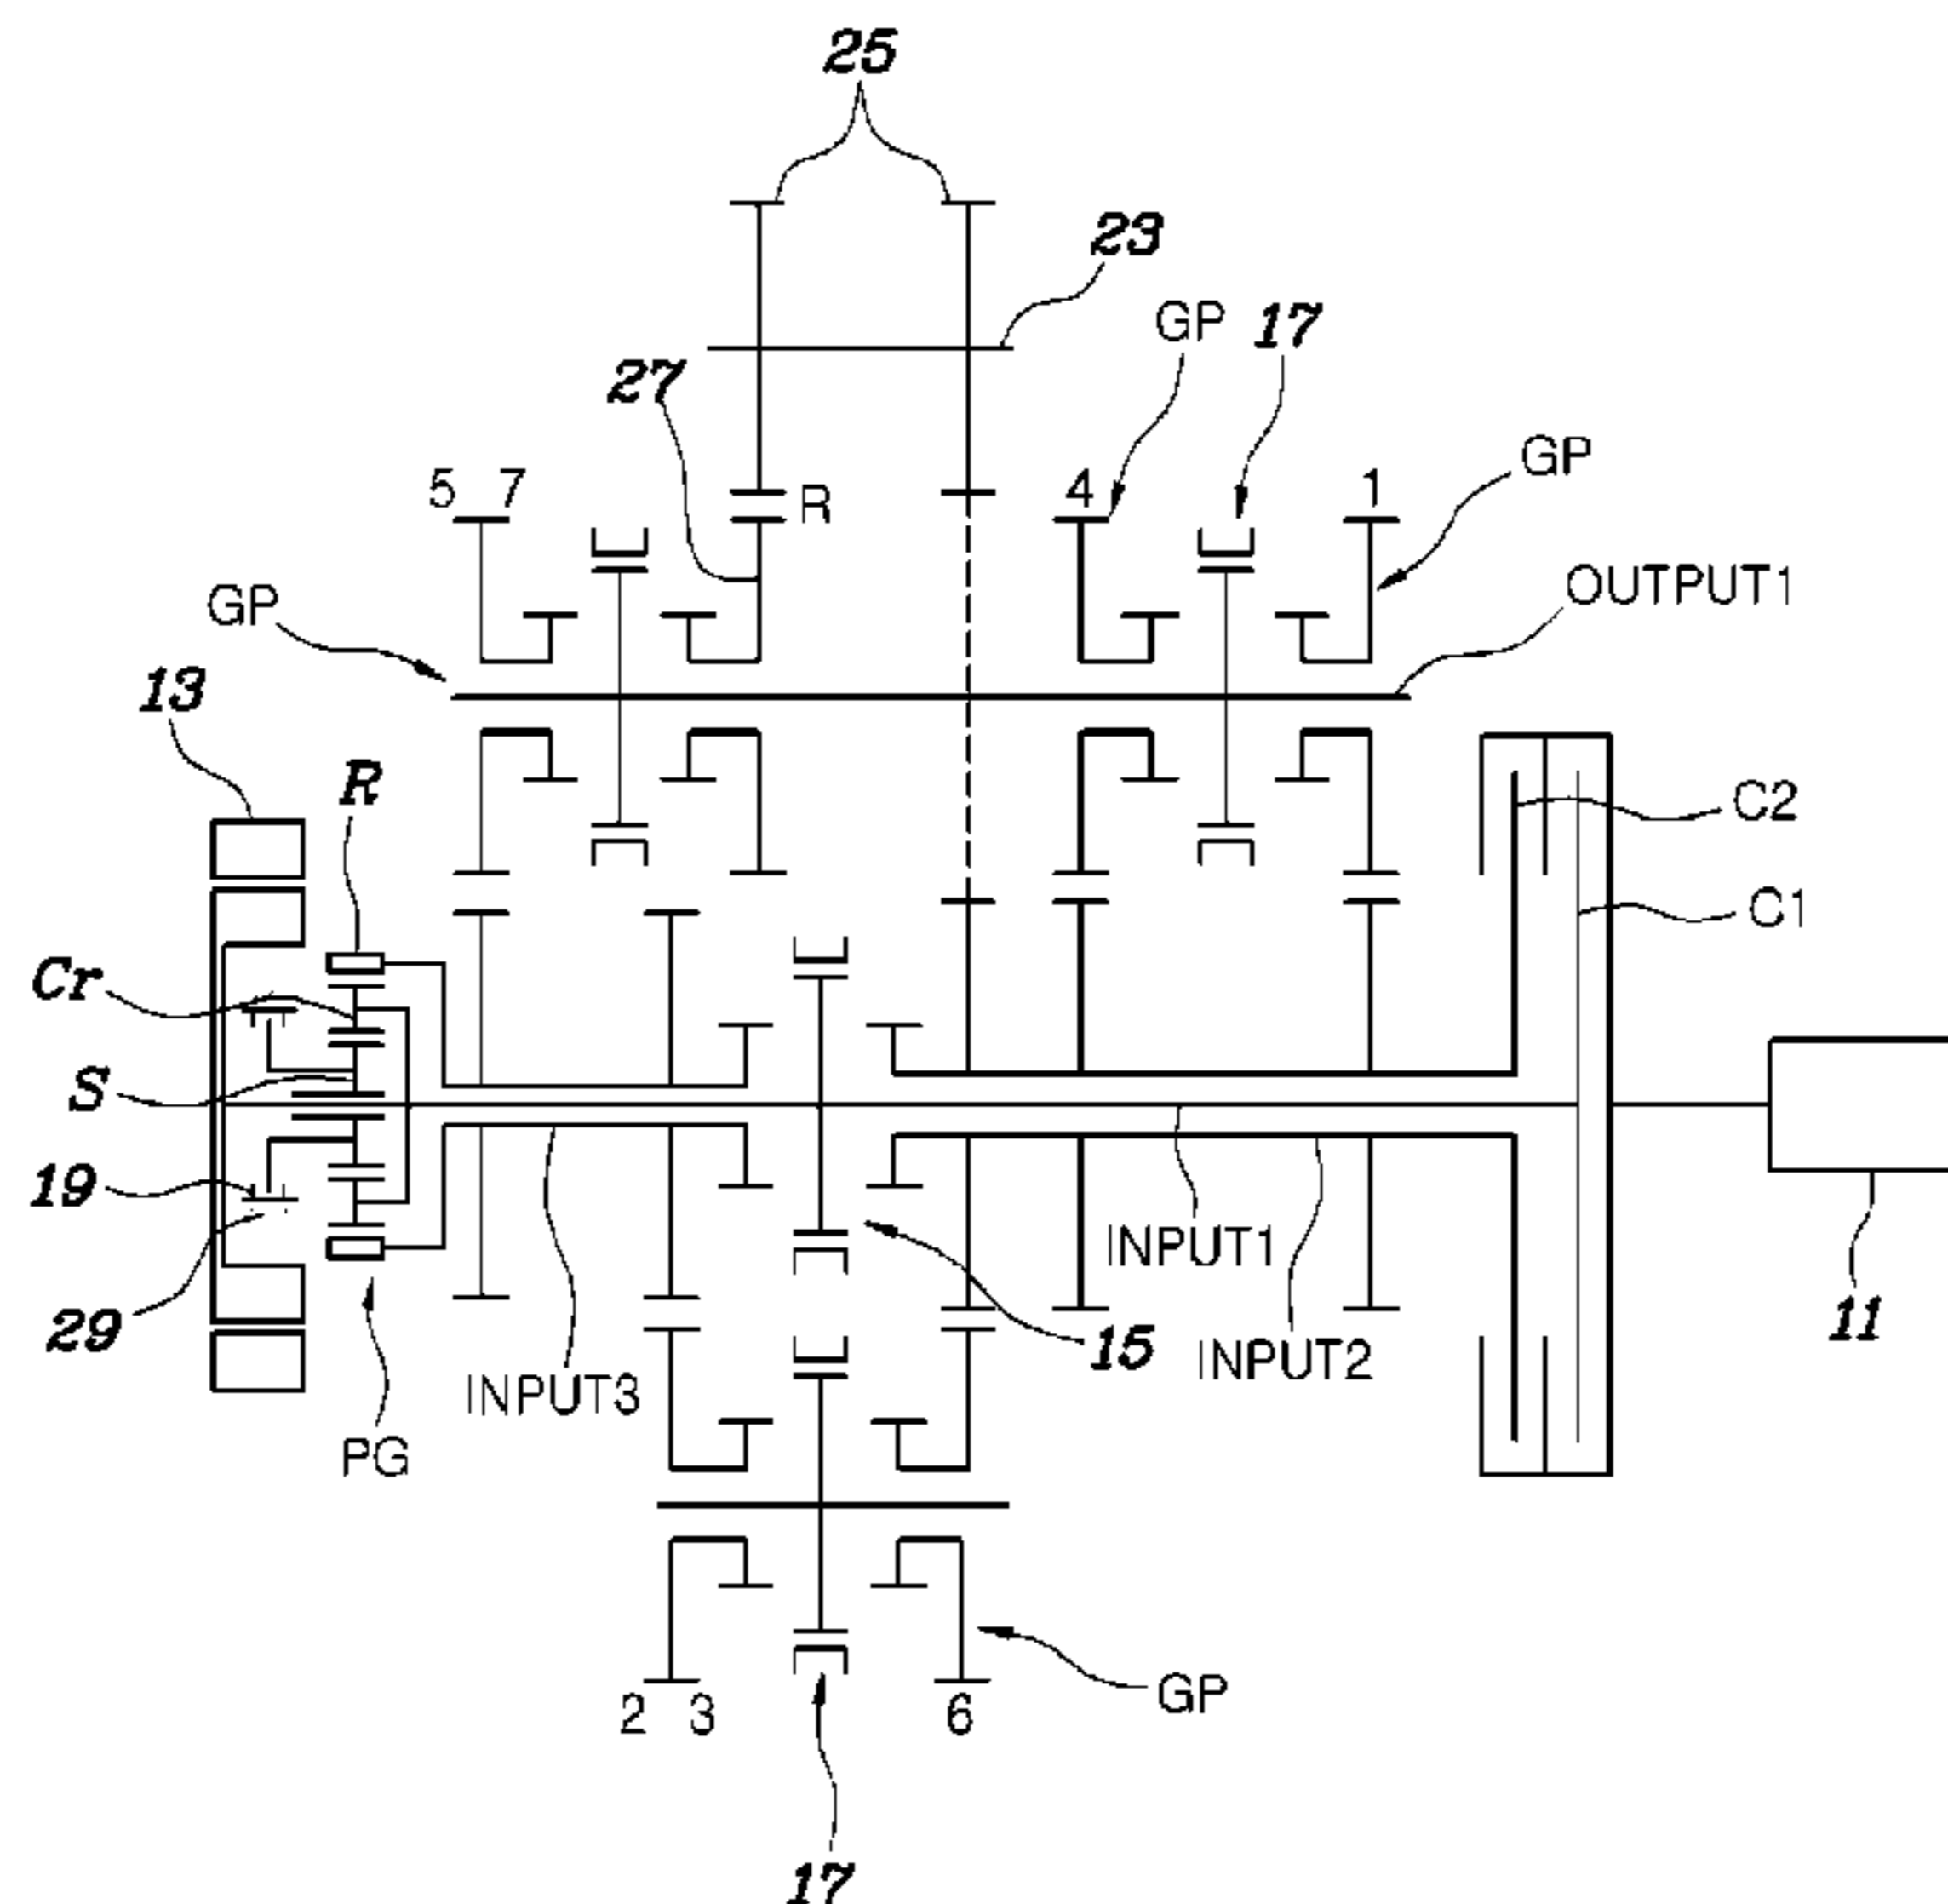 25
23
GP 17
27
GP
5 7 R 4 1
OUTPUT1
GP
13
R
C2
C1
Cr
S
19
INPUT1
29
15
INPUT2
11
INPUT3
PG
GP
2 3 6
17